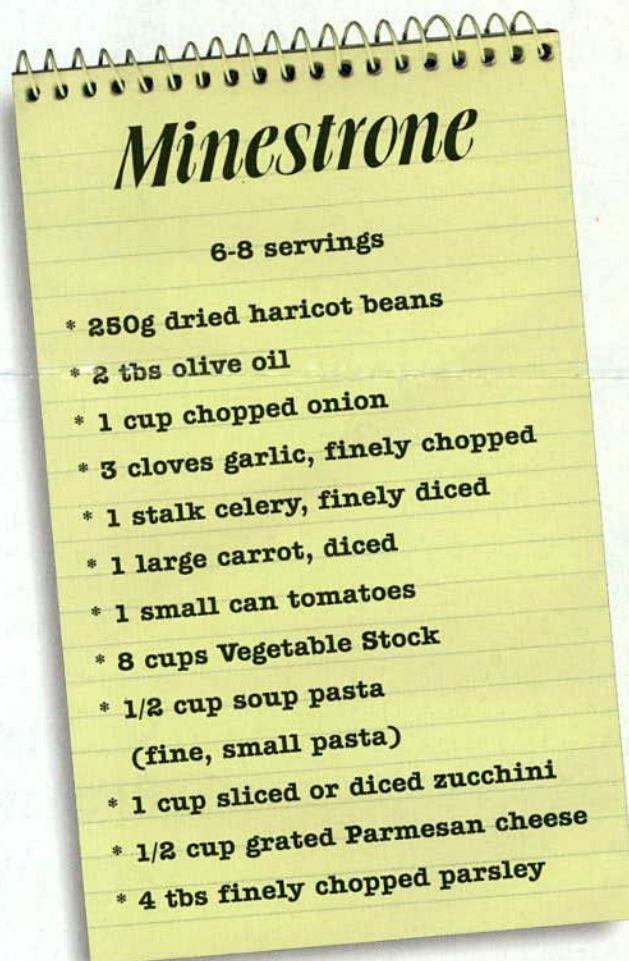 Minestrone
6-8 servings
* 250g dried haricot beans
* 2 tbs olive oil
* 1 cup chopped onion
* 3 cloves garlic, finely chopped
* 1 stalk celery, finely diced
* 1 large carrot, diced
* 1 small can tomatoes
* 8 cups Vegetable Stock
* 1/2 cup soup pasta
(fine, small pasta)
* 1 cup sliced or diced zucchini
* 1/2 cup grated Parmesan cheese
* 4 tbs finely chopped parsley